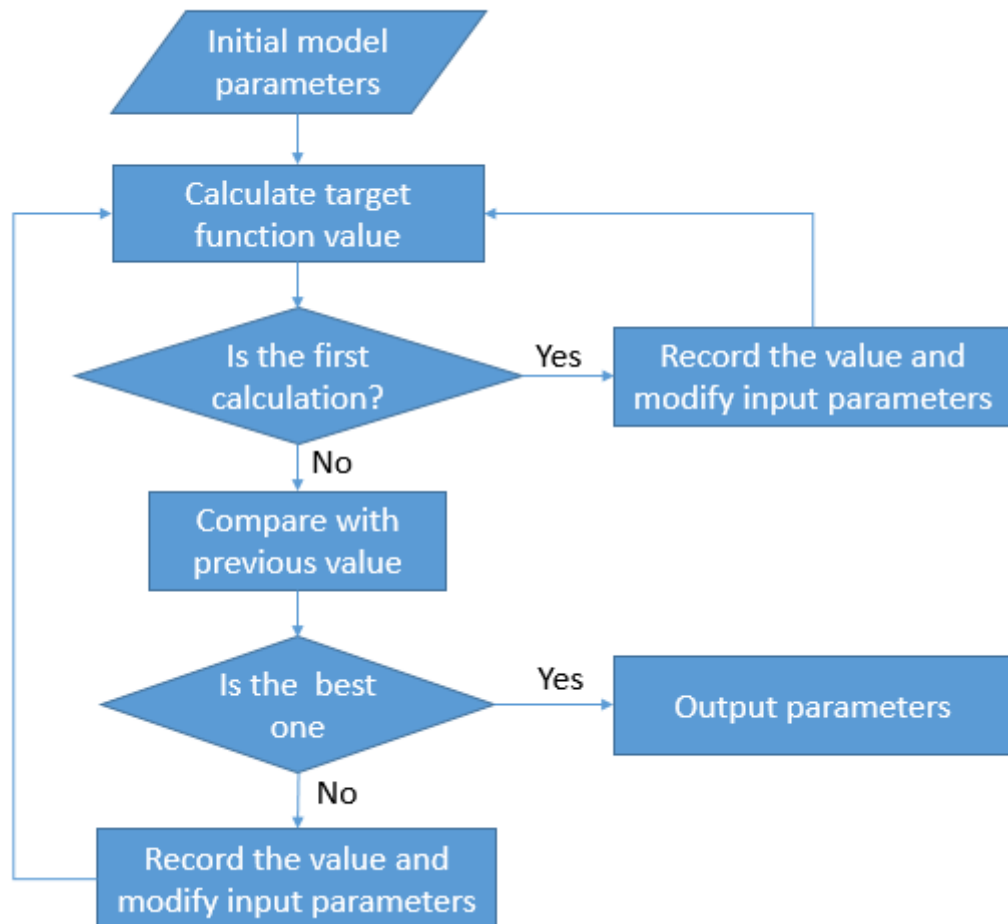 Initial model
parameters
Calculate target
function value
Is the first
calculation?
Yes
Record the value and
modify input parameters
No
Compare with
previous value
Is the best
one
Yes
Output parameters
No
Record the value and
modify input parameters